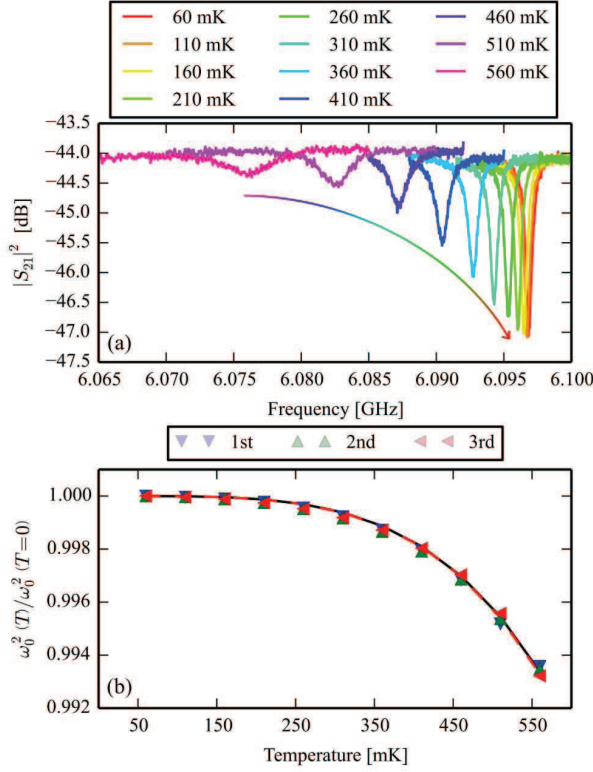 60 mK 260 mK 460 mK
110 mK 310 mK 510 mK
160 mK 360 mK 560 mK
210 mK 410 mK
−43.5
−44.0
−44.5
−45.0
−45.5
−46.0
−46.5
−47.0
−47.5
|S₂₁|² [dB]
(a)
6.065 6.070 6.075 6.080 6.085 6.090 6.095 6.100
Frequency [GHz]
1st 2nd 3rd
1.000
0.998
0.996
0.994
0.992
ω₀²(T)/ω₀²(T=0)
(b)
50 150 250 350 450 550
Temperature [mK]